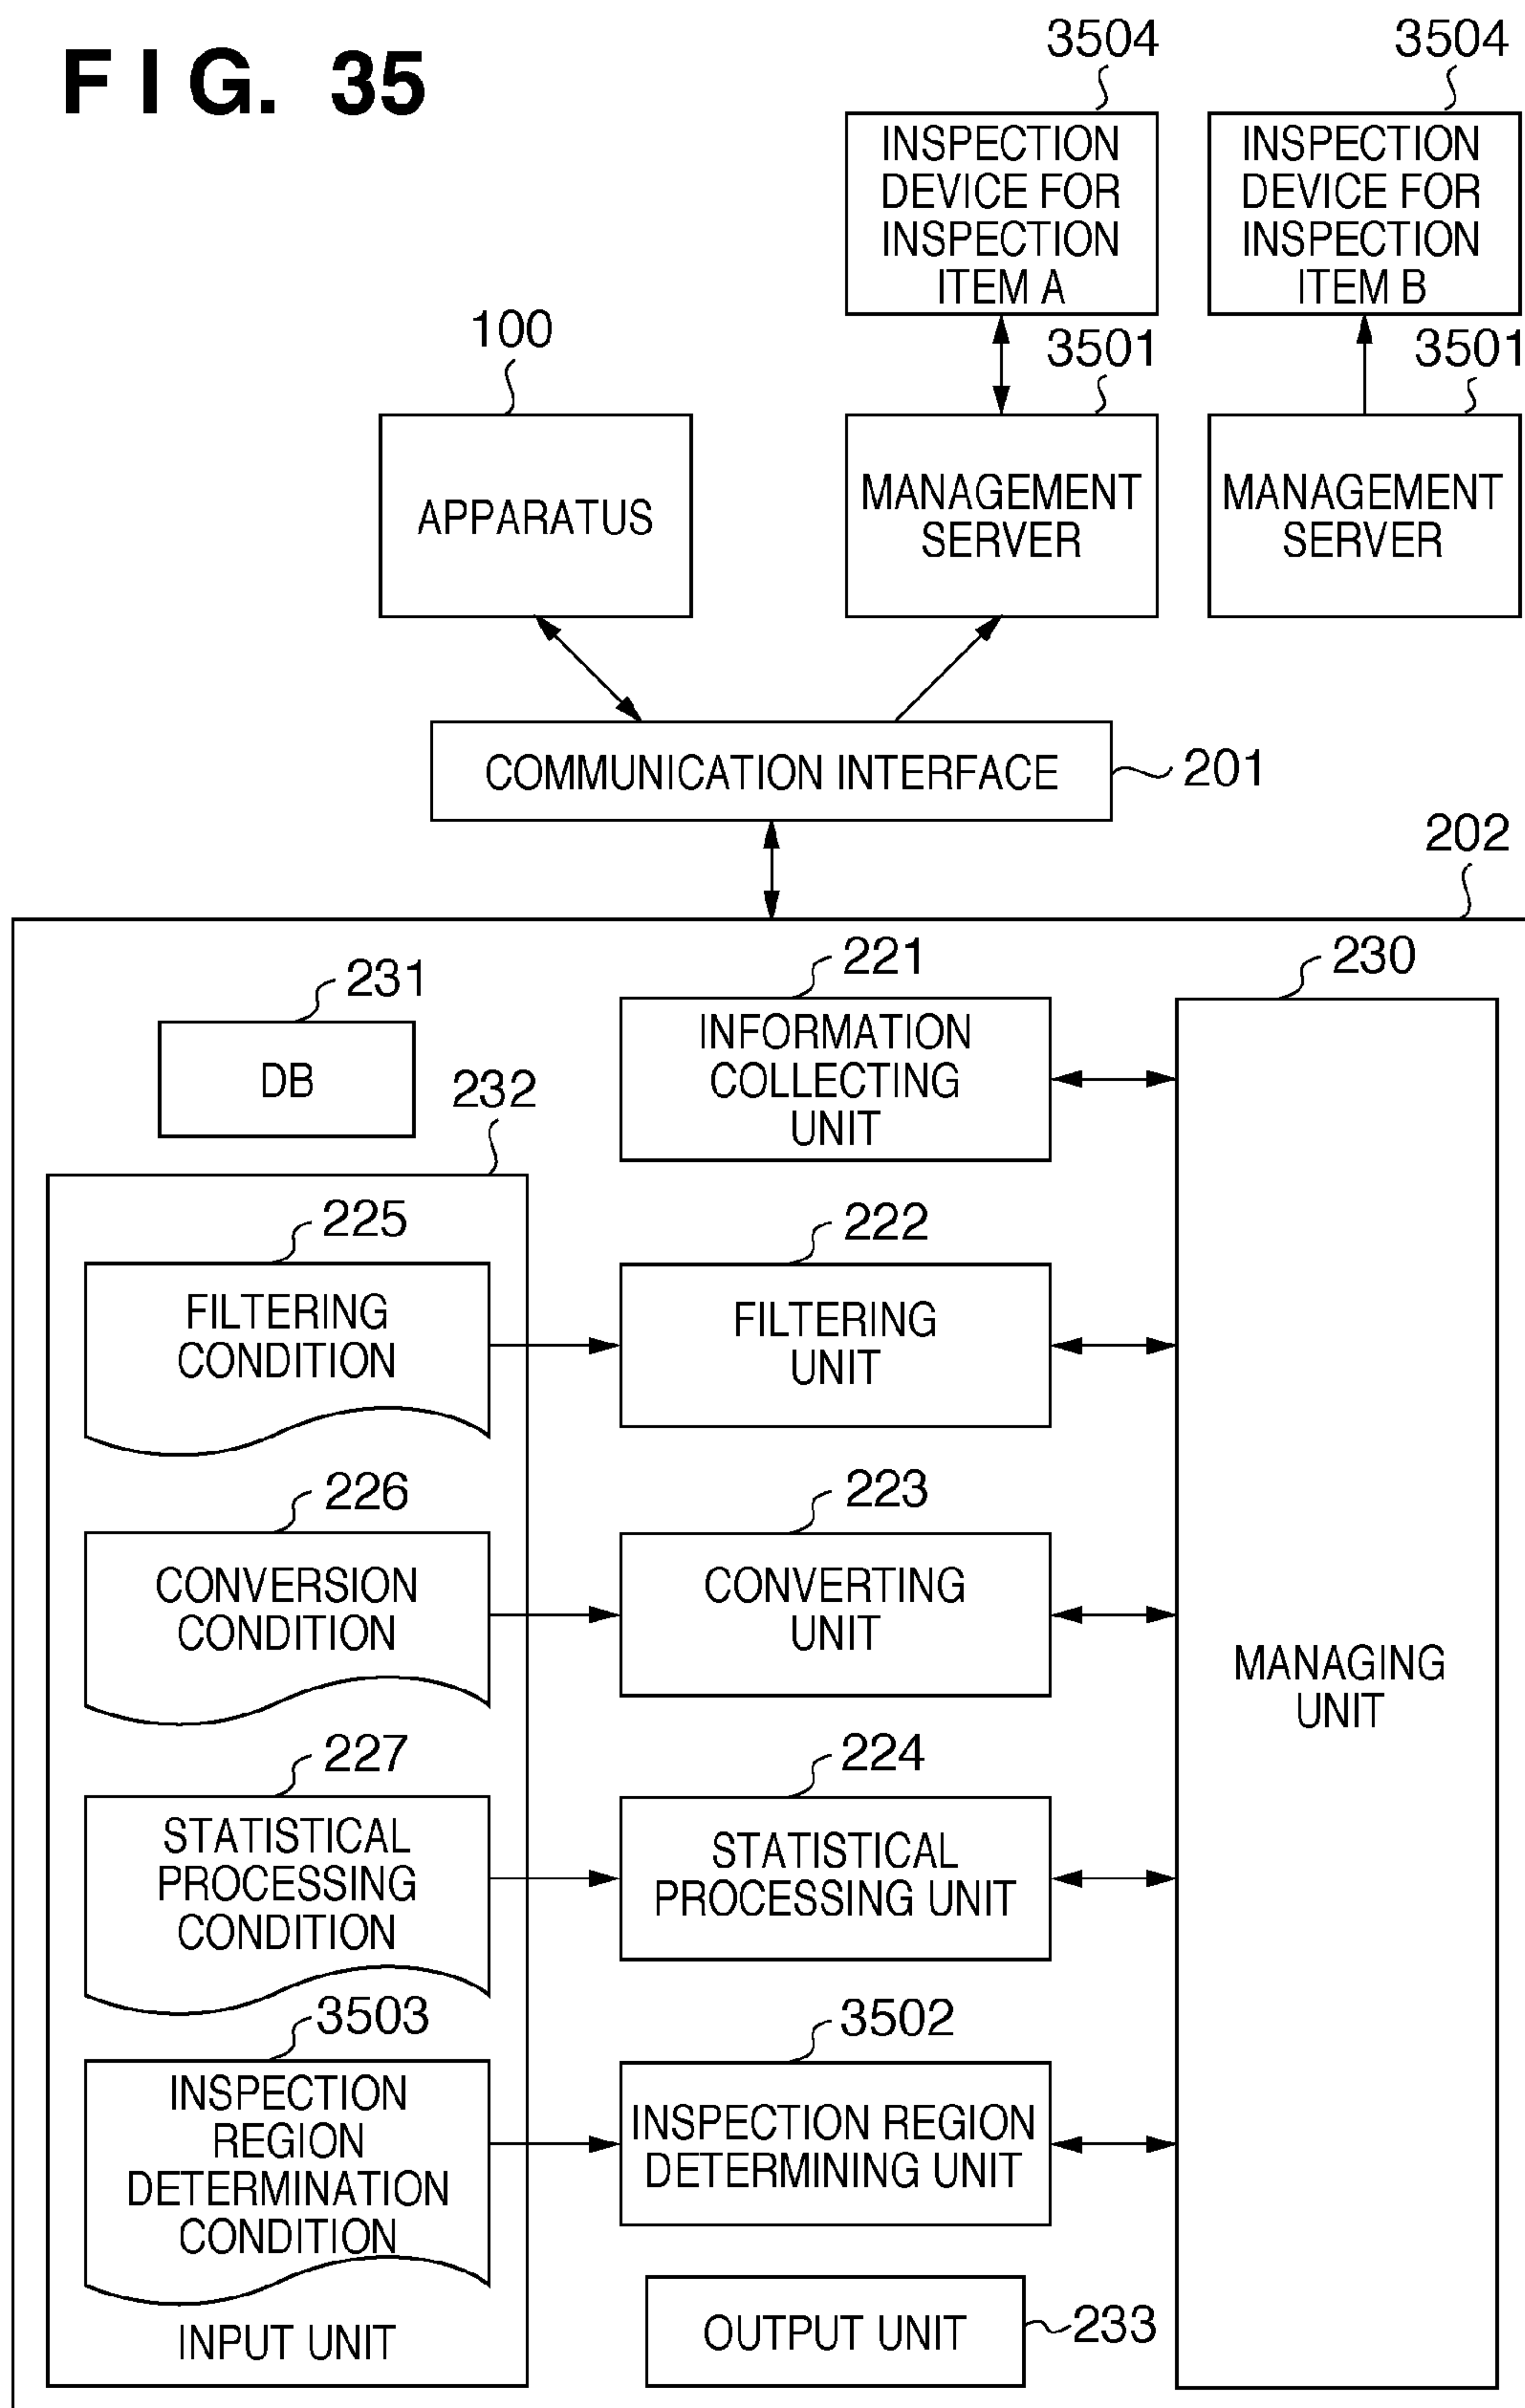 FIG. 35
3504
3504
INSPECTION
DEVICE FOR
INSPECTION
ITEM A
INSPECTION
DEVICE FOR
INSPECTION
ITEM B
100
3501
3501
APPARATUS
MANAGEMENT
SERVER
MANAGEMENT
SERVER
COMMUNICATION INTERFACE
201
202
231
221
230
DB
INFORMATION
COLLECTING
UNIT
232
225
222
FILTERING
CONDITION
FILTERING
UNIT
226
223
CONVERSION
CONDITION
CONVERTING
UNIT
MANAGING
UNIT
227
224
STATISTICAL
PROCESSING
CONDITION
STATISTICAL
PROCESSING UNIT
3503
3502
INSPECTION
REGION
DETERMINATION
CONDITION
INSPECTION REGION
DETERMINING UNIT
INPUT UNIT
OUTPUT UNIT
233